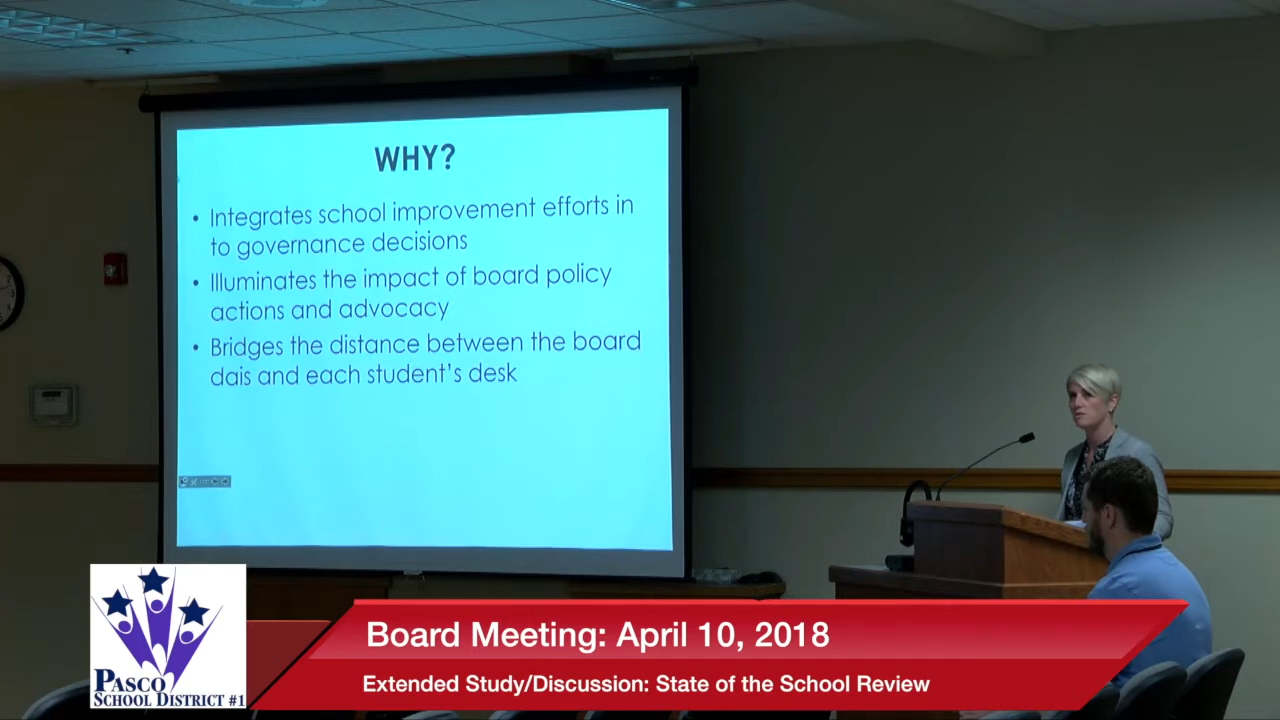 WHY?
• Integrates school improvement efforts in
to governance decisions
• Illuminates the impact of board policy
actions and advocacy
• Bridges the distance between the board
dais and each student's desk
Board Meeting: April 10, 2018
Extended Study/Discussion: State of the School Review
PASCO
SCHOOL DISTRICT #1